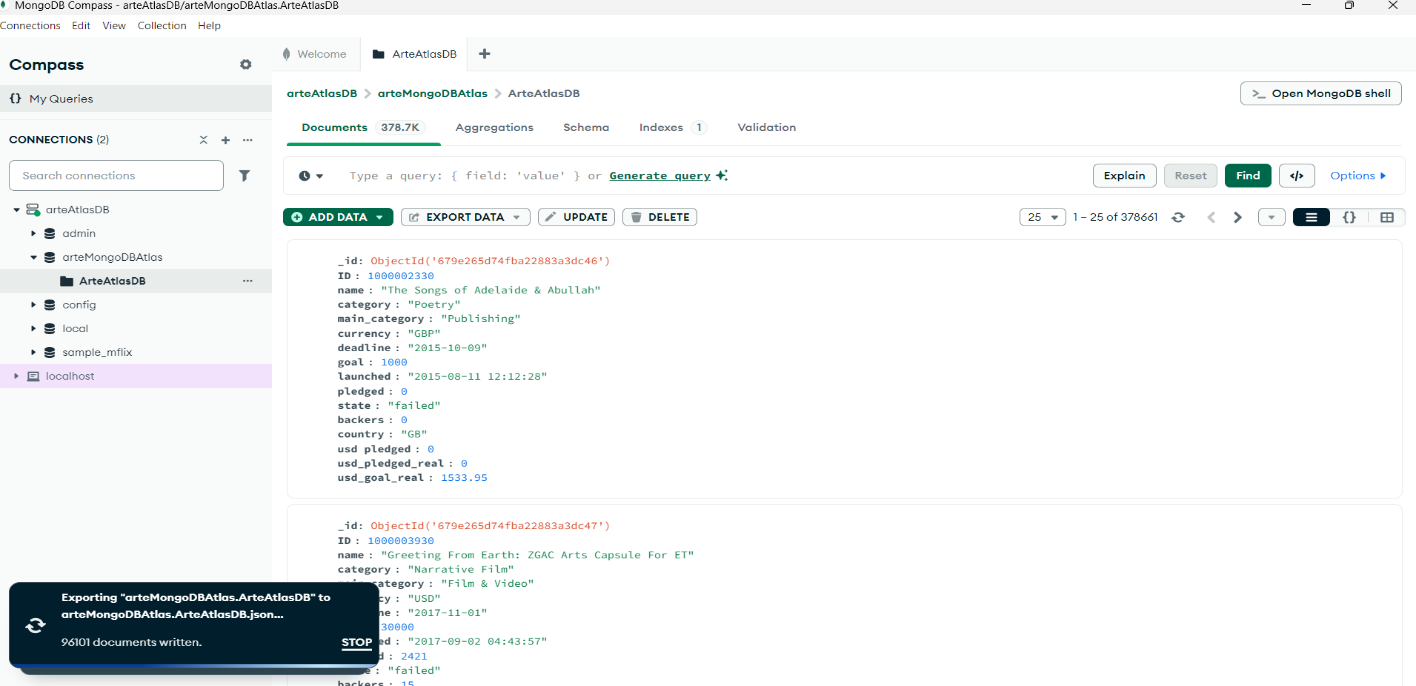 MongoDB Compass - arteAtlasDB/arteMongoDBAtlas.ArteAtlasDB
Connections Edit View Collection Help
Compass
{} My Queries
CONNECTIONS (2)
Search connections
arteAtlasDB
admin
arteMongoDBAtlas
ArteAtlasDB
config
local
sample_mflix
localhost
Welcome
ArteAtlasDB
arteAtlasDB > arteMongoDBAtlas > ArteAtlasDB
>_ Open MongoDB shell
Documents 378.7K Aggregations Schema Indexes 1 Validation
Type a query: { field: 'value' } or Generate query
Explain Reset Find </> Options
ADD DATA EXPORT DATA UPDATE DELETE
25 1 – 25 of 378661 {}
_id: ObjectId('679e265d74fba22883a3dc46')
ID : 1000002330
name : "The Songs of Adelaide & Abullah"
category : "Poetry"
main_category : "Publishing"
currency : "GBP"
deadline : "2015-10-09"
goal : 1000
launched : "2015-08-11 12:12:28"
pledged : 0
state : "failed"
backers : 0
country : "GB"
usd pledged : 0
usd_pledged_real : 0
usd_goal_real : 1533.95
_id: ObjectId('679e265d74fba22883a3dc47')
ID : 1000003930
name : "Greeting From Earth: ZGAC Arts Capsule For ET"
category : "Narrative Film"
category : "Film & Video"
cy : "USD"
ne : "2017-11-01"
30000
ed : "2017-09-02 04:43:57"
d : 2421
: "failed"
backers : 15
Exporting "arteMongoDBAtlas.ArteAtlasDB" to
arteMongoDBAtlas.ArteAtlasDB.json...
96101 documents written.
STOP